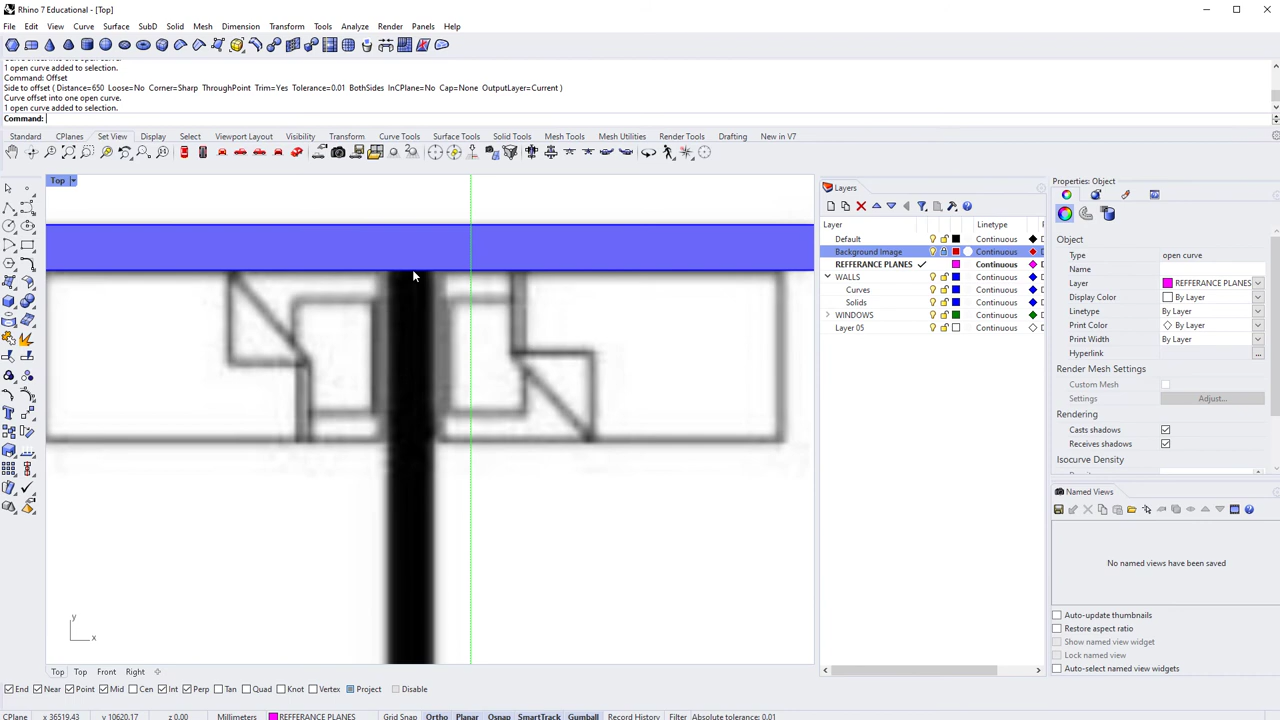 Rhino 7 Educational - [Top]
File Edit View Curve Surface SubD Solid Mesh Dimension Transform Tools Analyze Render Panels Help
1 open curve added to selection.
Command: Offset
Side to offset ( Distance=650 Loose=No Corner=Sharp ThroughPoint Trim=Yes Tolerance=0.01 BothSides InCPlane=No Cap=None OutputLayer=Current )
Curve offset into one open curve.
1 open curve added to selection.
Command:
Standard CPlanes Set View Display Select Viewport Layout Visibility Transform Curve Tools Surface Tools Solid Tools Mesh Tools Mesh Utilities Render Tools Drafting New in V7
Top
Layers
Layer Linetype
Default Continuous
Background Image Continuous
REFFERANCE PLANES Continuous
WALLS Continuous
Curves Continuous
Solids Continuous
WINDOWS Continuous
Layer 05 Continuous
Properties: Object
Object
Type open curve
Name
Layer REFFERANCE PLANES
Display Color By Layer
Linetype By Layer
Print Color By Layer
Print Width By Layer
Hyperlink ...
Render Mesh Settings
Custom Mesh
Settings Adjust...
Rendering
Casts shadows
Receives shadows
Isocurve Density
Named Views
No named views have been saved
Auto-update thumbnails
Restore aspect ratio
Show named view widget
Lock named view
Auto-select named view widgets
y
x
Top Top Front Right
End Near Point Mid Cen Int Perp Tan Quad Knot Vertex Project Disable
CPlane x 36519.43 y 10620.17 z 0.00 Millimeters REFFERANCE PLANES Grid Snap Ortho Planar Osnap SmartTrack Gumball Record History Filter Absolute tolerance: 0.01